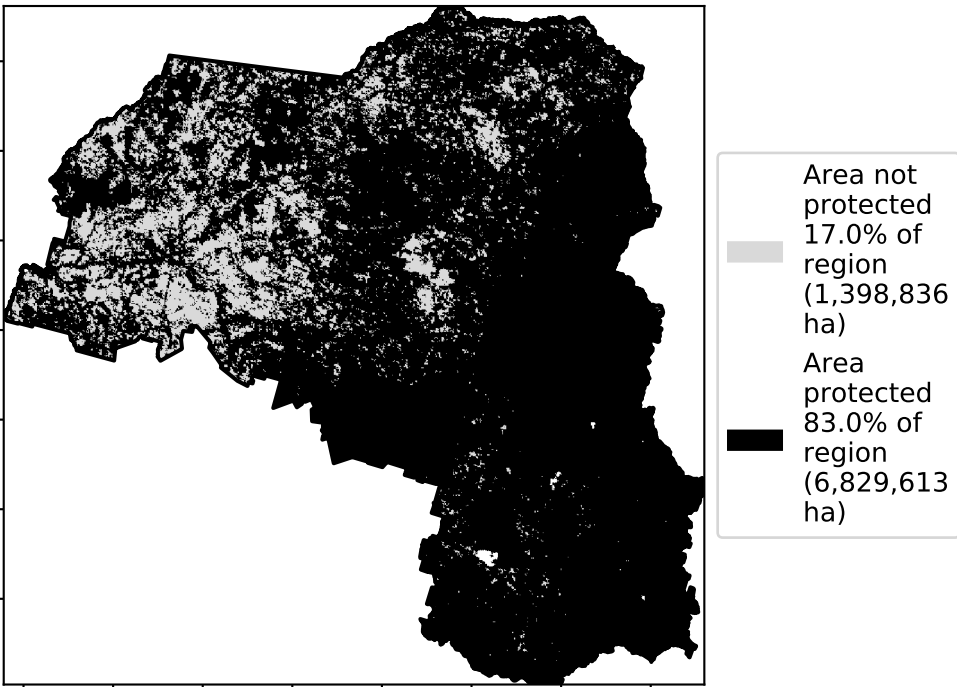 Area not
protected
17.0% of
region
(1,398,836
ha)
Area
protected
83.0% of
region
(6,829,613
ha)